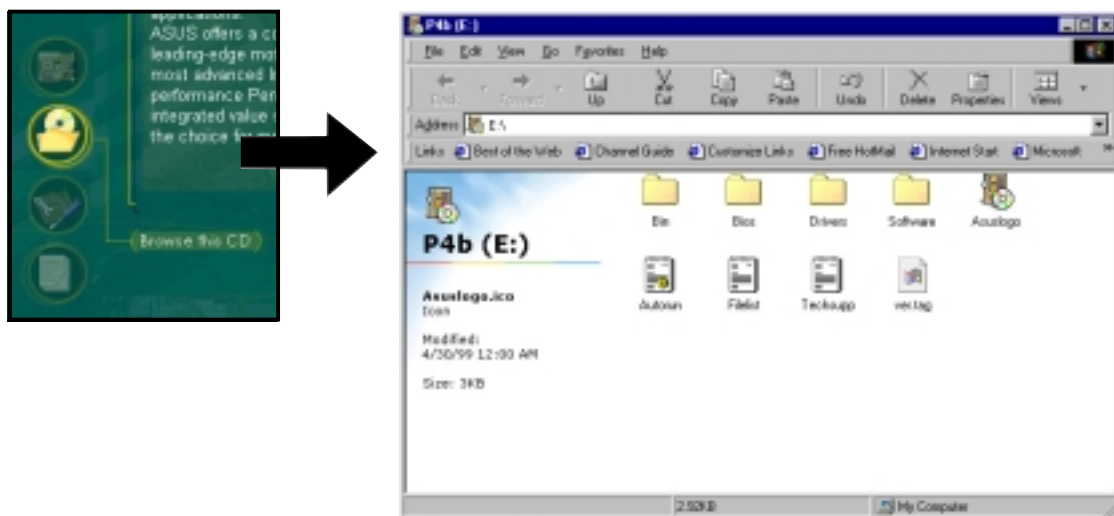 applications.
ASUS offers a c
leading-edge mot
most advanced I
performance Pen
integrated value
the choice for
Browse this CD
P4b (E:)
File Edit View Go Favorites Help
Back Forward Up Cut Copy Paste Undo Delete Properties Views
Address E:\
Links Best of the Web Channel Guide Customize Links Free HotMail Internet Start Microsoft
P4b (E:)
Asuslogo.ico
Icon
Modified:
4/30/99 12:00 AM
Size: 3KB
Bin Bios Drivers Software Asuslogo
Autorun Filelist Techsupp ver.tag
2.92KB My Computer